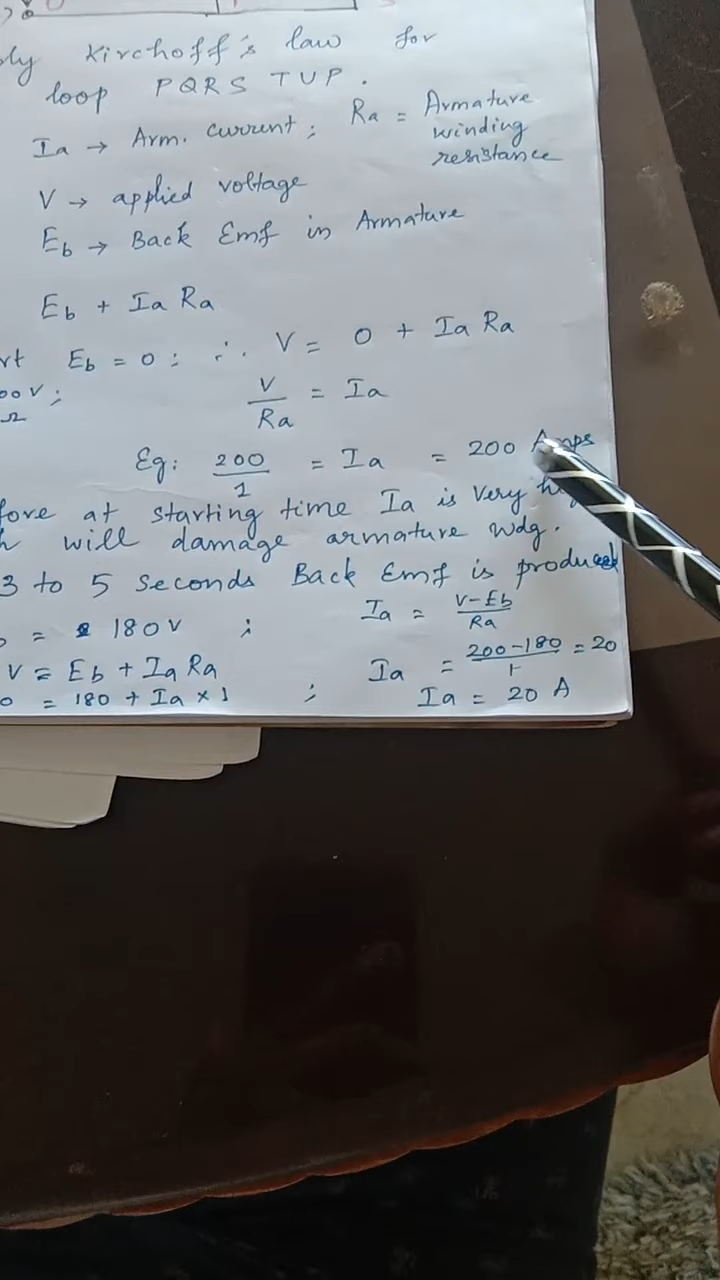 Kirchoff's law for
loop PQRS TUP.
Ia → Arm. current; Ra = Armature
winding
resistance
V → applied voltage
Eb → Back Emf in Armature
Eb + Ia Ra
Eb = 0; ∴ V = 0 + Ia Ra
V/Ra = Ia
Eg: 200/1 = Ia = 200 Amps
at starting time Ia is very
will damage armature wdg.
3 to 5 seconds Back Emf is produced
= 180V ; Ia = V-Eb/Ra
V = Eb + Ia Ra Ia = 200-180/1 = 20
= 180 + Ia x 1 ; Ia = 20 A